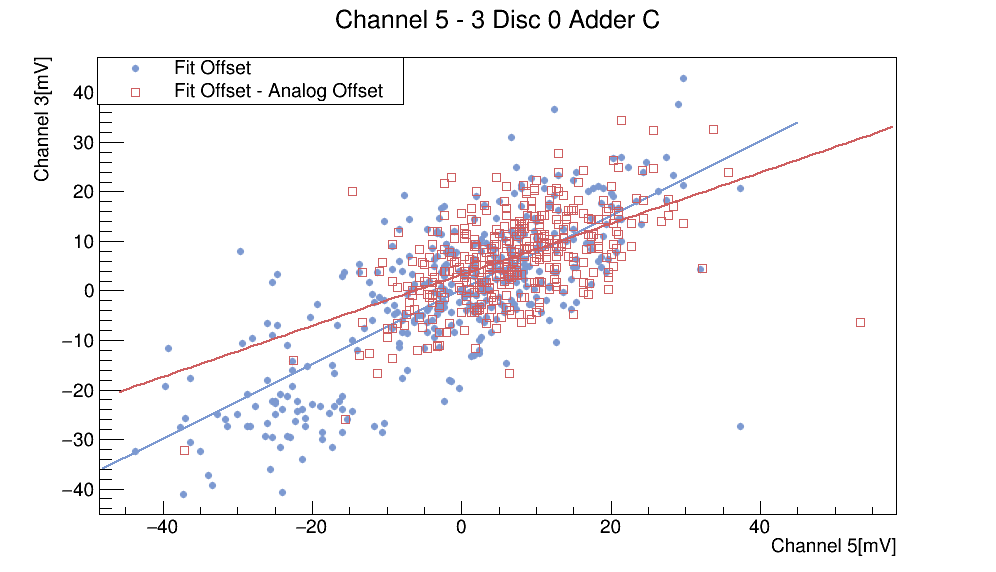 Channel 5 - 3 Disc 0 Adder C
Channel 3[mV]
Fit Offset
Fit Offset - Analog Offset
40
30
20
10
0
−10
−20
−30
−40
−40 −20 0 20 40
Channel 5[mV]